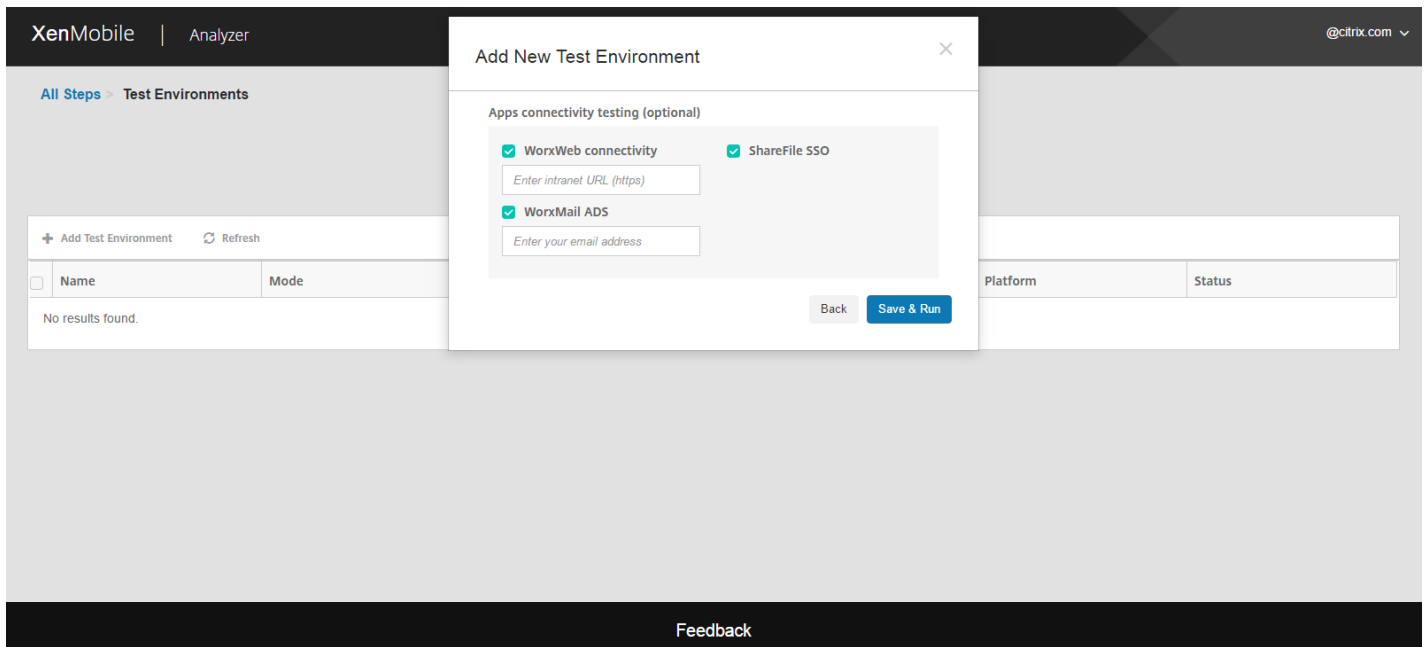 XenMobile | Analyzer
@citrix.com
All Steps > Test Environments
Add New Test Environment
Apps connectivity testing (optional)
WorxWeb connectivity
ShareFile SSO
Enter intranet URL (https)
WorxMail ADS
Enter your email address
Back
Save & Run
Add Test Environment
Refresh
Name
Mode
Platform
Status
No results found.
Feedback